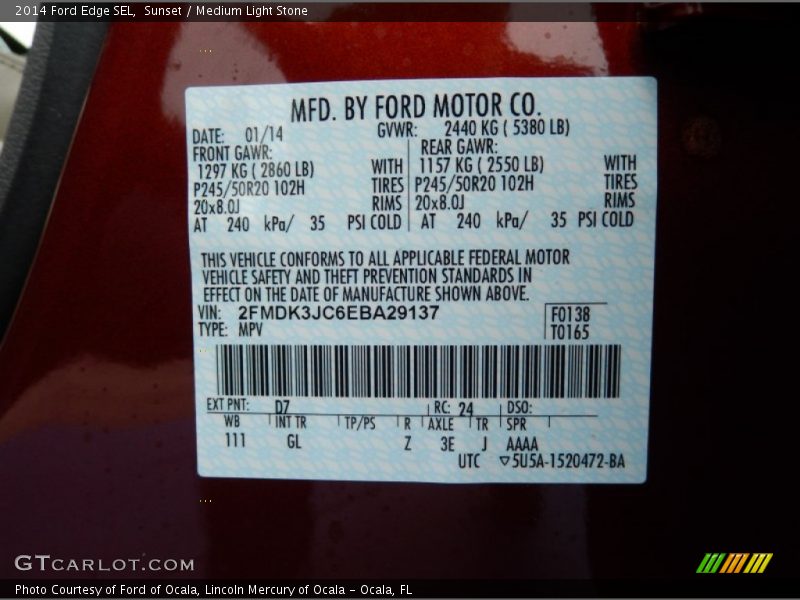 2014 Ford Edge SEL, Sunset / Medium Light Stone
MFD. BY FORD MOTOR CO.
DATE: 01/14 GVWR: 2440 KG ( 5380 LB)
FRONT GAWR: REAR GAWR:
1297 KG ( 2860 LB) WITH 1157 KG ( 2550 LB) WITH
P245/50R20 102H TIRES P245/50R20 102H TIRES
20x8.0J RIMS 20x8.0J RIMS
AT 240 kPa/ 35 PSI COLD AT 240 kPa/ 35 PSI COLD
THIS VEHICLE CONFORMS TO ALL APPLICABLE FEDERAL MOTOR
VEHICLE SAFETY AND THEFT PREVENTION STANDARDS IN
EFFECT ON THE DATE OF MANUFACTURE SHOWN ABOVE.
VIN: 2FMDK3JC6EBA29137 F0138
TYPE: MPV T0165
EXT PNT: D7 RC: 24 DSO:
WB INT TR TP/PS R AXLE TR SPR
111 GL Z 3E J AAAA
UTC ▽5U5A-1520472-BA
GTCARLOT.COM
Photo Courtesy of Ford of Ocala, Lincoln Mercury of Ocala - Ocala, FL